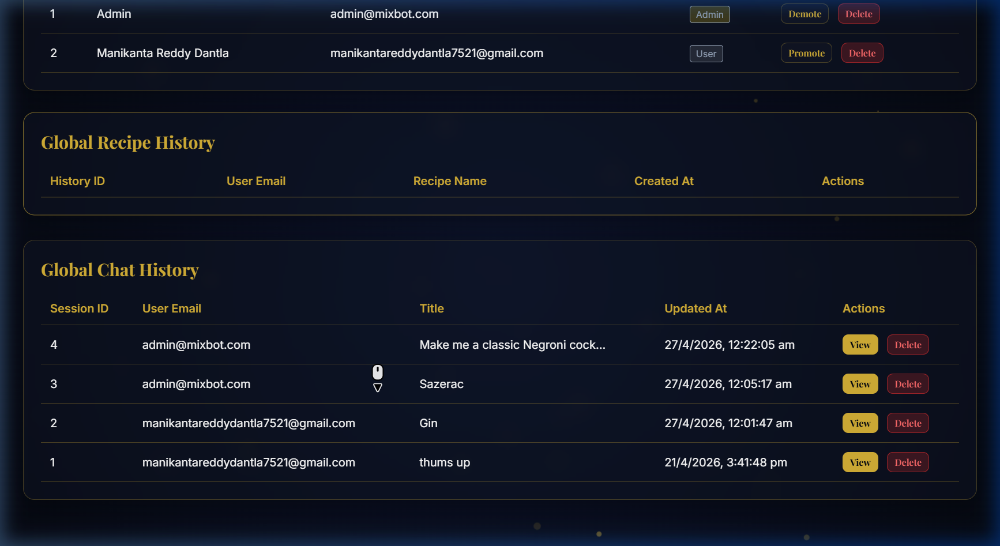 1 Admin admin@mixbot.com Admin Demote Delete
2 Manikanta Reddy Dantla manikantareddydantla7521@gmail.com User Promote Delete
Global Recipe History
History ID User Email Recipe Name Created At Actions
Global Chat History
Session ID User Email Title Updated At Actions
4 admin@mixbot.com Make me a classic Negroni cock... 27/4/2026, 12:22:05 am View Delete
3 admin@mixbot.com Sazerac 27/4/2026, 12:05:17 am View Delete
2 manikantareddydantla7521@gmail.com Gin 27/4/2026, 12:01:47 am View Delete
1 manikantareddydantla7521@gmail.com thums up 21/4/2026, 3:41:48 pm View Delete